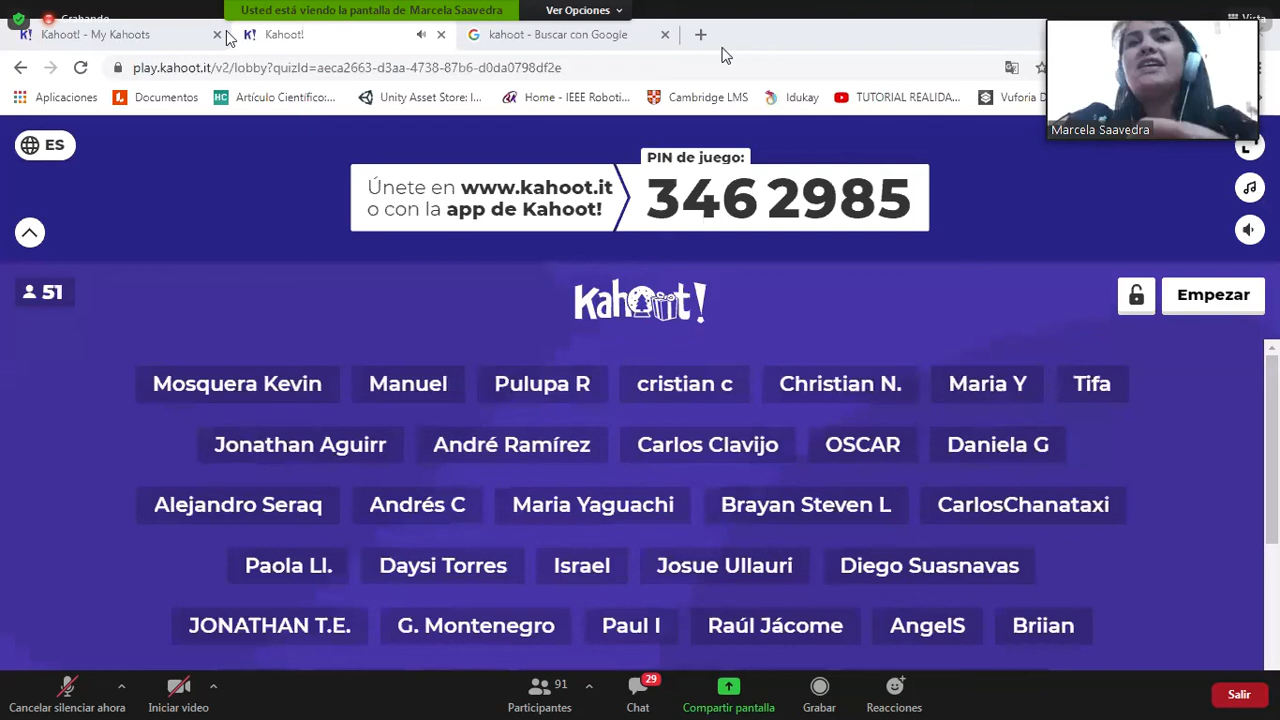 Usted está viendo la pantalla de Marcela Saavedra
Ver Opciones
Grabando
Vista
Kahoot! - My Kahoots
Kahoot!
kahoot - Buscar con Google
play.kahoot.it/v2/lobby?quizId=aeca2663-d3aa-4738-87b6-d0da0798df2e
Aplicaciones
Documentos
Artículo Científico:...
Unity Asset Store: l...
Home - IEEE Roboti...
Cambridge LMS
Idukay
TUTORIAL REALIDA...
Vuforia D
Marcela Saavedra
ES
PIN de juego:
Únete en www.kahoot.it
o con la app de Kahoot!
346 2985
51
Kahoot!
Empezar
Mosquera Kevin
Manuel
Pulupa R
cristian c
Christian N.
Maria Y
Tifa
Jonathan Aguirr
André Ramírez
Carlos Clavijo
OSCAR
Daniela G
Alejandro Seraq
Andrés C
Maria Yaguachi
Brayan Steven L
CarlosChanataxi
Paola Ll.
Daysi Torres
Israel
Josue Ullauri
Diego Suasnavas
JONATHAN T.E.
G. Montenegro
Paul I
Raúl Jácome
AngelS
Briian
Cancelar silenciar ahora
Iniciar video
91
Participantes
29
Chat
Compartir pantalla
Grabar
Reacciones
Salir